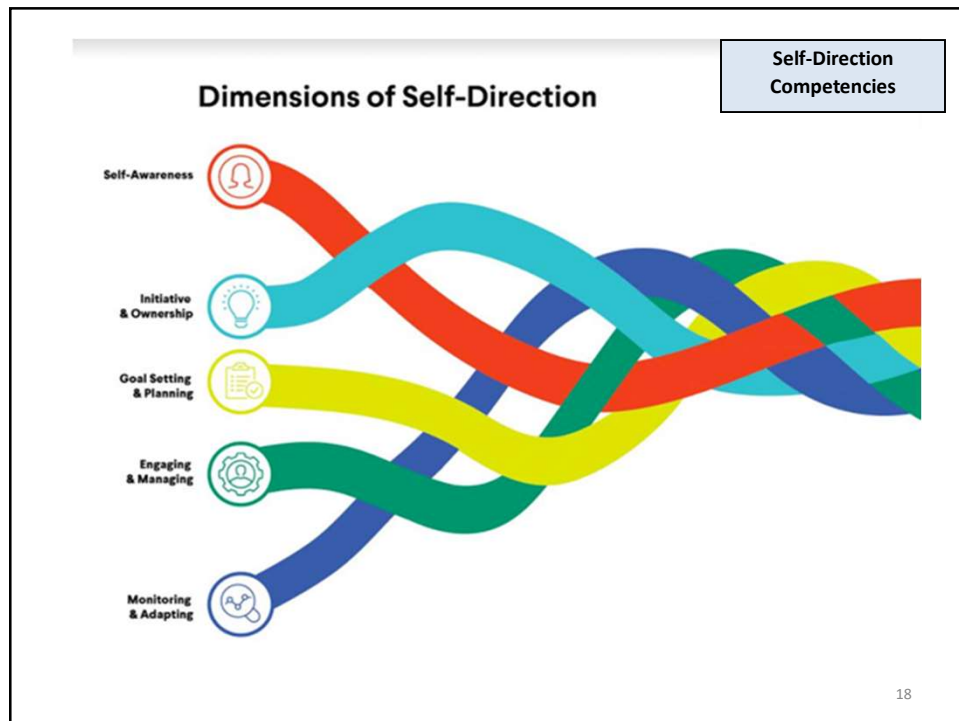 Self-Direction
Competencies
Dimensions of Self-Direction
Self-Awareness
Initiative
& Ownership
Goal Setting
& Planning
Engaging
& Managing
Monitoring
& Adapting
18